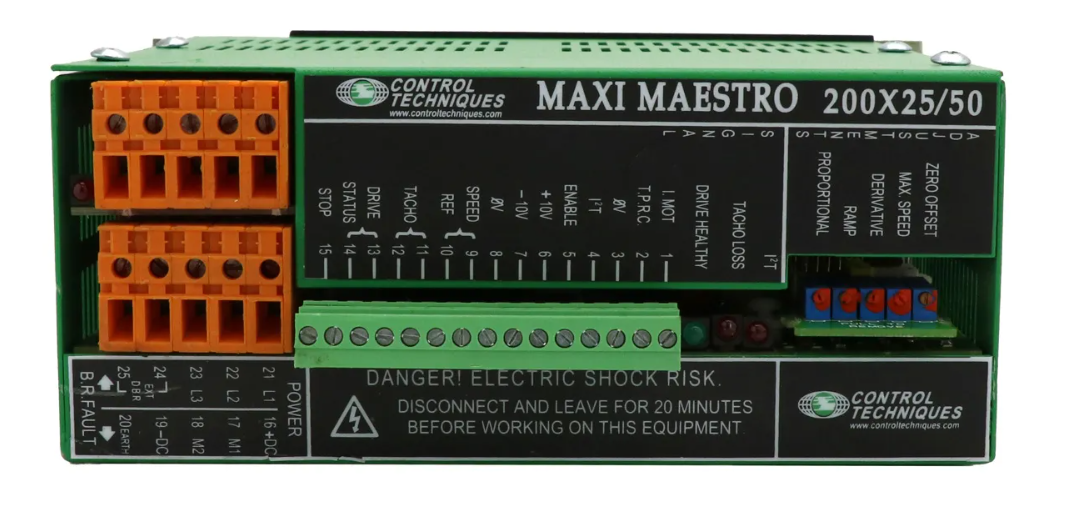 CONTROL
TECHNIQUES
www.controltechniques.com
MAXI MAESTRO 200X25/50
SIGNAL
ADJUSTMENTS
STOP 15
STATUS 14
DRIVE 13
TACHO 12
11
REF 10
SPEED 9
ØV 8
-10V 7
+10V 6
ENABLE 5
I²T 4
ØV 3
T.P.R.C. 2
I.MOT 1
DRIVE HEALTHY
TACHO LOSS
I²T
PROPORTIONAL
RAMP
DERIVATIVE
MAX SPEED
ZERO OFFSET
POWER
21 L1 16 +DC
22 L2 17 M1
23 L3 18 M2
24 EXT 19 -DC
25 D.B.R 20 EARTH
B.R.FAULT
DANGER! ELECTRIC SHOCK RISK.
DISCONNECT AND LEAVE FOR 20 MINUTES
BEFORE WORKING ON THIS EQUIPMENT
CONTROL
TECHNIQUES
www.controltechniques.com